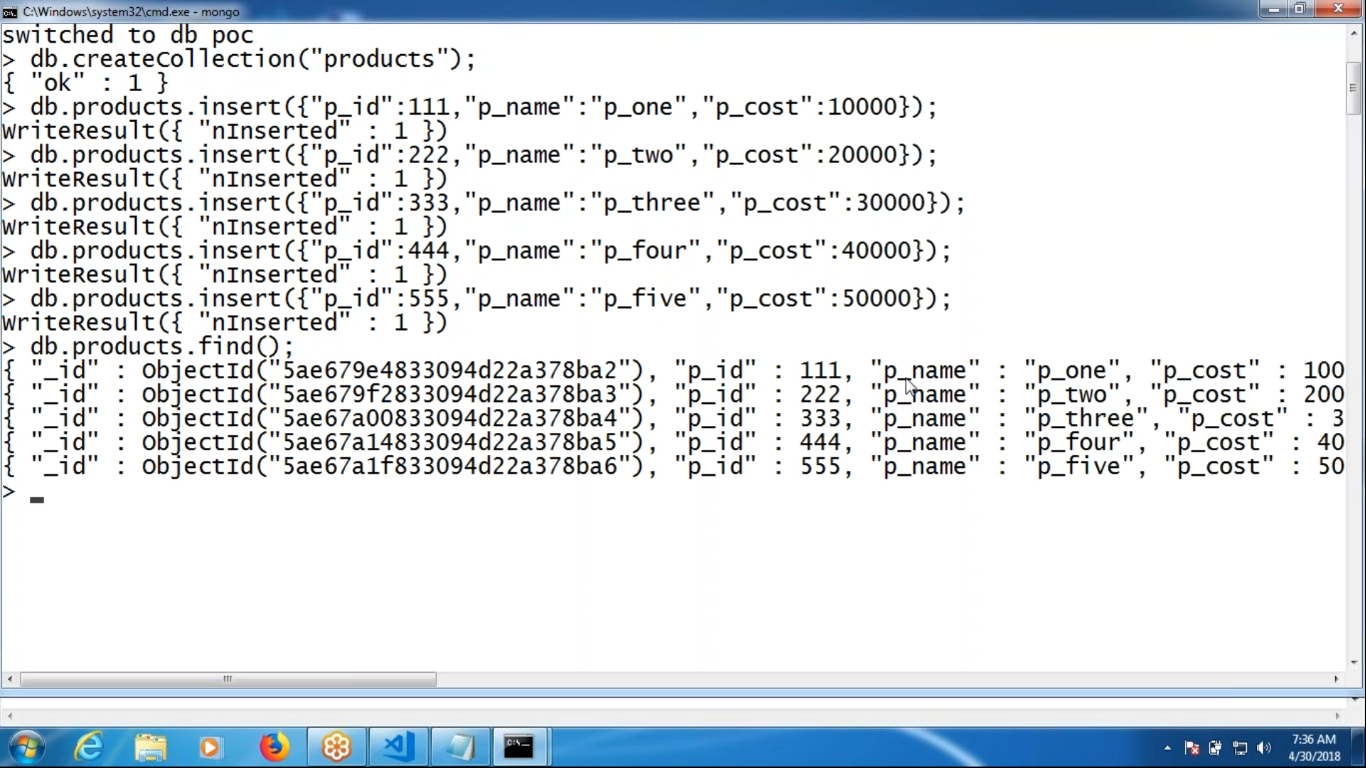 C:\Windows\system32\cmd.exe - mongo
switched to db poc
> db.createCollection("products");
{ "ok" : 1 }
> db.products.insert({"p_id":111,"p_name":"p_one","p_cost":10000});
WriteResult({ "nInserted" : 1 })
> db.products.insert({"p_id":222,"p_name":"p_two","p_cost":20000});
WriteResult({ "nInserted" : 1 })
> db.products.insert({"p_id":333,"p_name":"p_three","p_cost":30000});
WriteResult({ "nInserted" : 1 })
> db.products.insert({"p_id":444,"p_name":"p_four","p_cost":40000});
WriteResult({ "nInserted" : 1 })
> db.products.insert({"p_id":555,"p_name":"p_five","p_cost":50000});
WriteResult({ "nInserted" : 1 })
> db.products.find();
{ "_id" : ObjectId("5ae679e4833094d22a378ba2"), "p_id" : 111, "p_name" : "p_one", "p_cost" : 100
{ "_id" : ObjectId("5ae679f2833094d22a378ba3"), "p_id" : 222, "p_name" : "p_two", "p_cost" : 200
{ "_id" : ObjectId("5ae67a00833094d22a378ba4"), "p_id" : 333, "p_name" : "p_three", "p_cost" : 3
{ "_id" : ObjectId("5ae67a14833094d22a378ba5"), "p_id" : 444, "p_name" : "p_four", "p_cost" : 40
{ "_id" : ObjectId("5ae67a1f833094d22a378ba6"), "p_id" : 555, "p_name" : "p_five", "p_cost" : 50
>
7:36 AM
4/30/2018